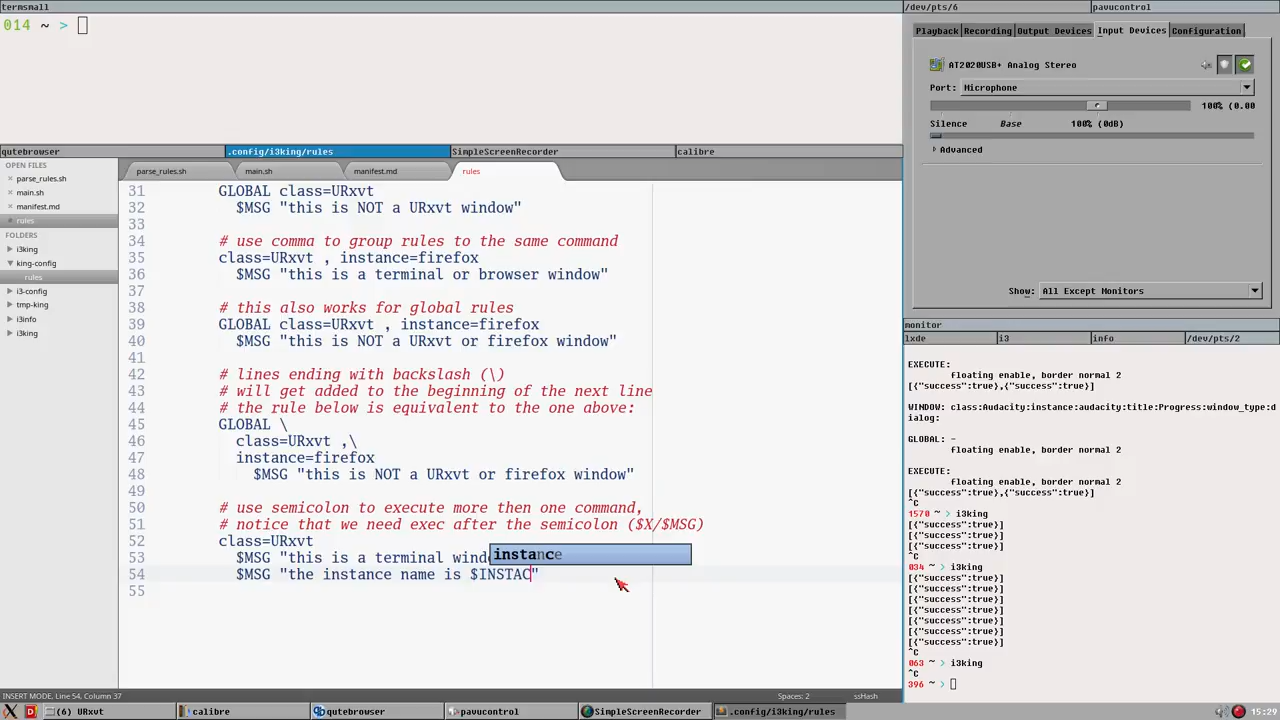 termsmall
014 ~ >
/dev/pts/6
pavucontrol
Playback
Recording
Output Devices
Input Devices
Configuration
AT2020USB+ Analog Stereo
Port: Microphone
100% (0.00
Silence
Base
100% (0dB)
Advanced
Show: All Except Monitors
qutebrowser
.config/i3king/rules
SimpleScreenRecorder
calibre
OPEN FILES
parse_rules.sh
main.sh
manifest.md
rules
FOLDERS
i3king
king-config
rules
i3-config
tmp-king
i3info
i3king
parse_rules.sh
main.sh
manifest.md
rules
31 GLOBAL class=URxvt
32 $MSG "this is NOT a URxvt window"
33
34 # use comma to group rules to the same command
35 class=URxvt , instance=firefox
36 $MSG "this is a terminal or browser window"
37
38 # this also works for global rules
39 GLOBAL class=URxvt , instance=firefox
40 $MSG "this is NOT a URxvt or firefox window"
41
42 # lines ending with backslash (\)
43 # will get added to the beginning of the next line
44 # the rule below is equivalent to the one above:
45 GLOBAL \
46 class=URxvt ,\
47 instance=firefox
48 $MSG "this is NOT a URxvt or firefox window"
49
50 # use semicolon to execute more then one command,
51 # notice that we need exec after the semicolon ($X/$MSG)
52 class=URxvt
53 $MSG "this is a terminal wind
instance
54 $MSG "the instance name is $INSTAC"
55
INSERT MODE, Line 54, Column 37
Spaces: 2
ssHash
monitor
lxde
i3
info
/dev/pts/2
EXECUTE:
floating enable, border normal 2
[{"success":true},{"success":true}]
WINDOW: class:Audacity:instance:audacity:title:Progress:window_type:d
ialog:
GLOBAL: -
floating enable, border normal 2
EXECUTE:
floating enable, border normal 2
[{"success":true},{"success":true}]
^C
1570 ~ > i3king
[{"success":true}]
[{"success":true}]
[{"success":true}]
^C
034 ~ > i3king
[{"success":true}]
[{"success":true}]
[{"success":true}]
[{"success":true}]
[{"success":true}]
[{"success":true}]
[{"success":true}]
^C
063 ~ > i3king
^C
396 ~ >
(6) URxvt
calibre
qutebrowser
pavucontrol
SimpleScreenRecorder
.config/i3king/rules
15:29